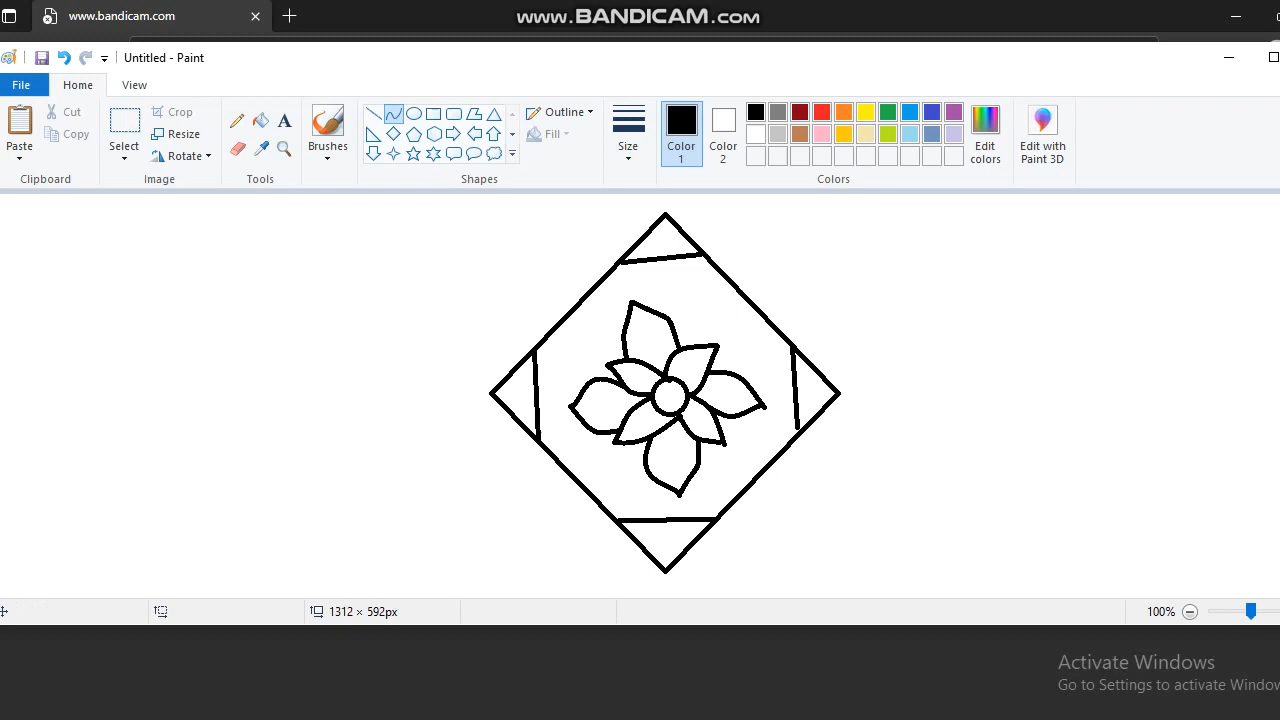 www.bandicam.com
www.BANDICAM.com
Untitled - Paint
File
Home
View
Paste
Cut
Copy
Clipboard
Select
Crop
Resize
Rotate
Image
Tools
Brushes
Shapes
Outline
Fill
Size
Color
1
Color
2
Edit
colors
Colors
Edit with
Paint 3D
1312 × 592px
100%
Activate Windows
Go to Settings to activate Window